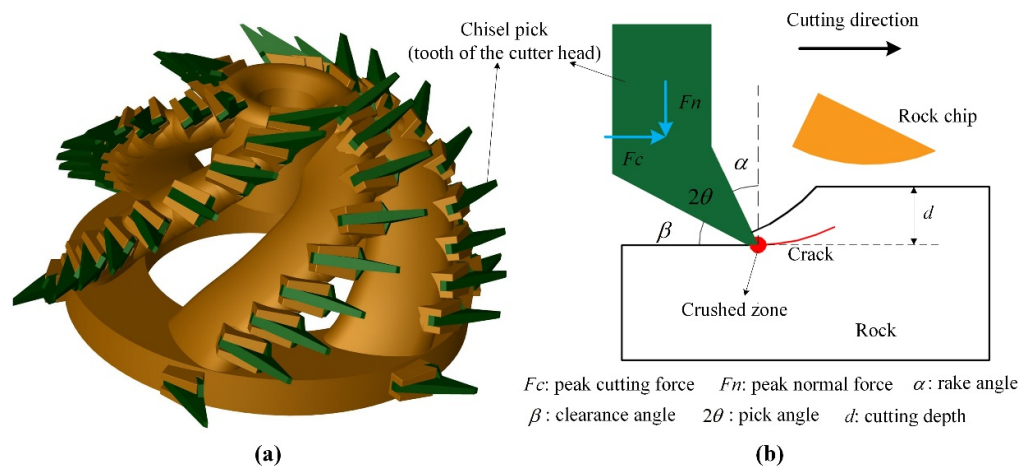 Chisel pick
(tooth of the cutter head)
Cutting direction
Fn
Fc
Rock chip
α
2θ
β
d
Crack
Crushed zone
Rock
Fc: peak cutting force Fn: peak normal force α: rake angle
β: clearance angle 2θ: pick angle d: cutting depth
(a)
(b)